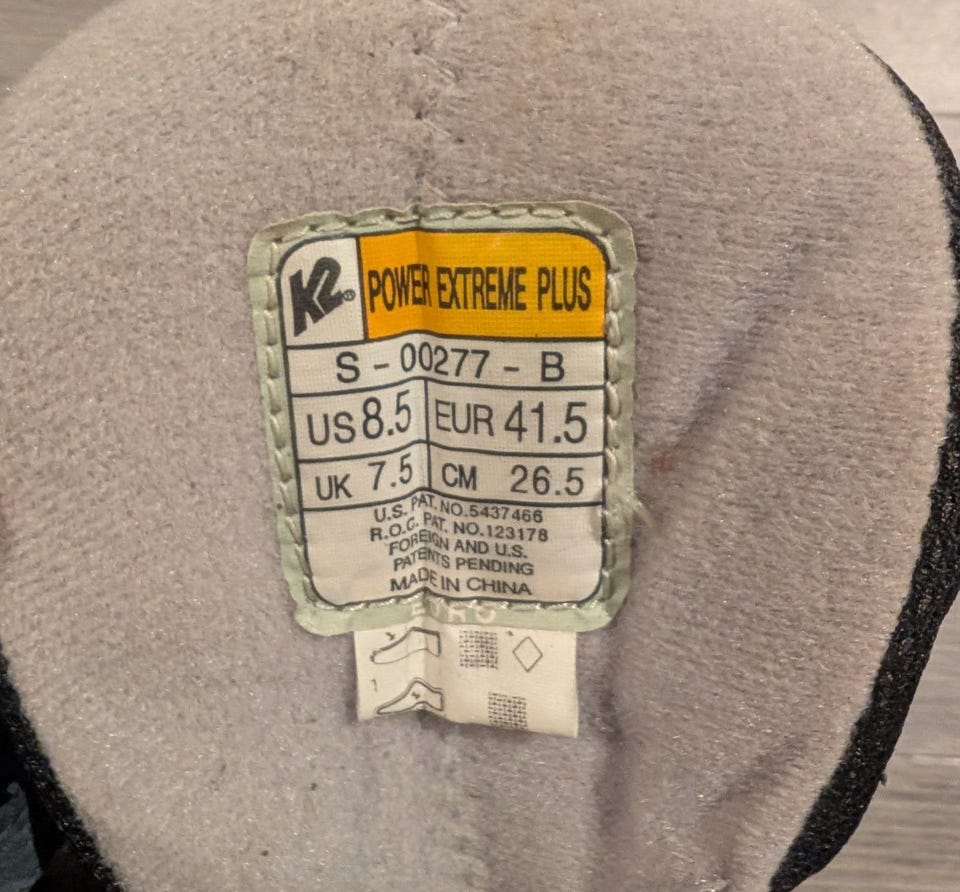 K2® POWER EXTREME PLUS
S - 00277 - B
US 8.5 EUR 41.5
UK 7.5 CM 26.5
U.S. PAT. NO.5437466
R.O.C. PAT. NO.123178
FOREIGN AND U.S.
PATENTS PENDING
MADE IN CHINA